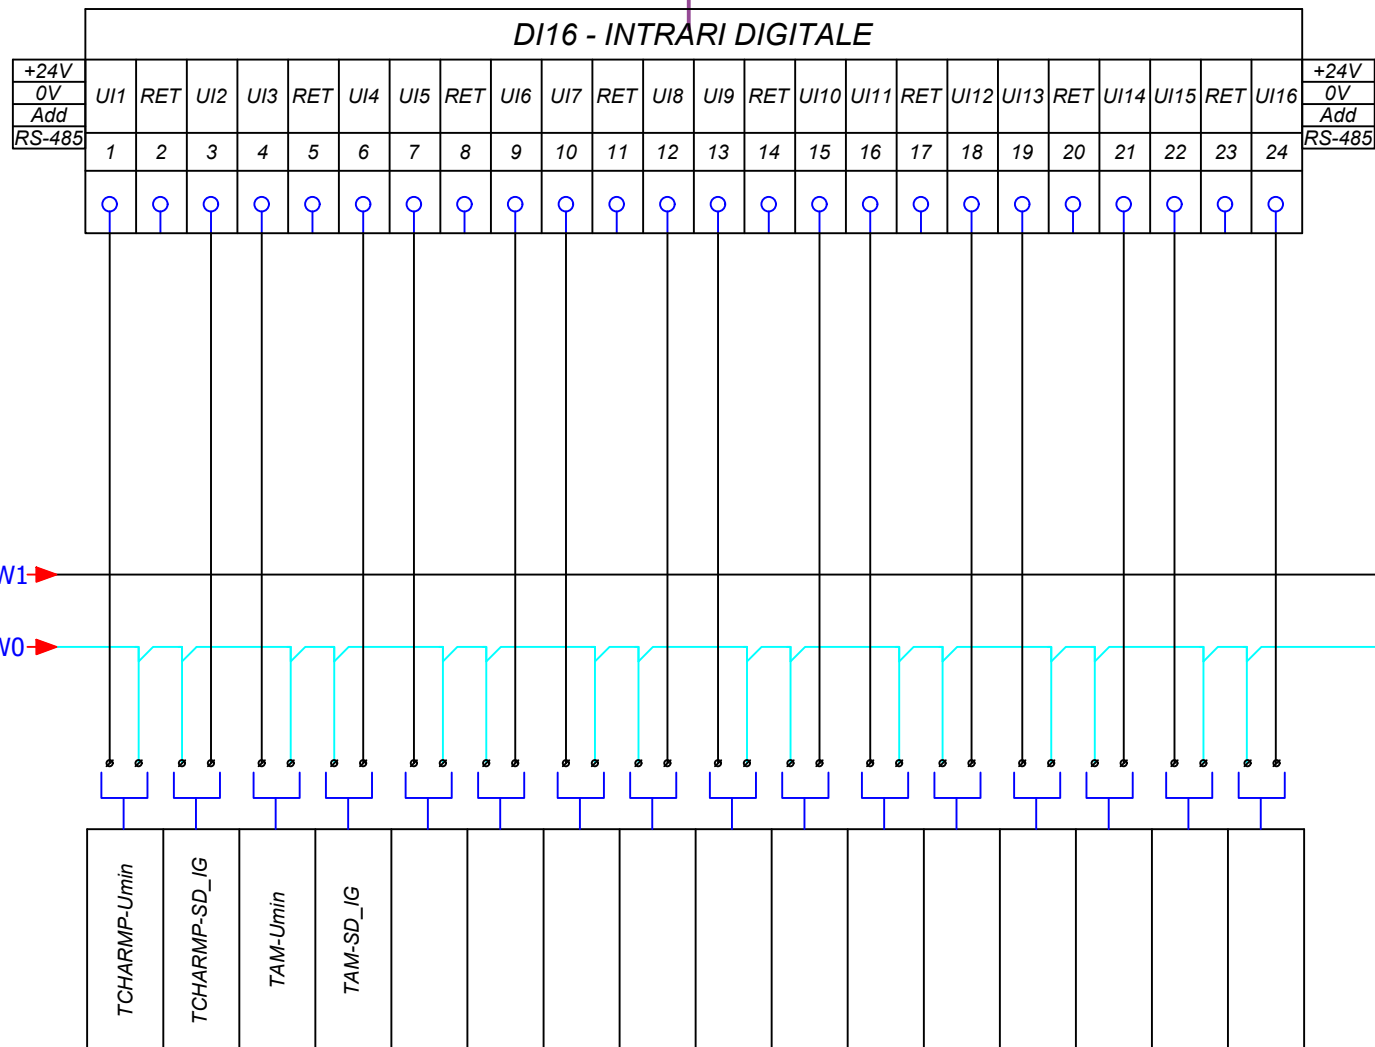 DI16 - INTRARI DIGITALE
+24V
0V
Add
RS-485
UI1 RET UI2 UI3 RET UI4 UI5 RET UI6 UI7 RET UI8 UI9 RET UI10 UI11 RET UI12 UI13 RET UI14 UI15 RET UI16
1 2 3 4 5 6 7 8 9 10 11 12 13 14 15 16 17 18 19 20 21 22 23 24
+24V
0V
Add
RS-485
W1
W0
TCHARMP-Umin
TCHARMP-SD_IG
TAM-Umin
TAM-SD_IG